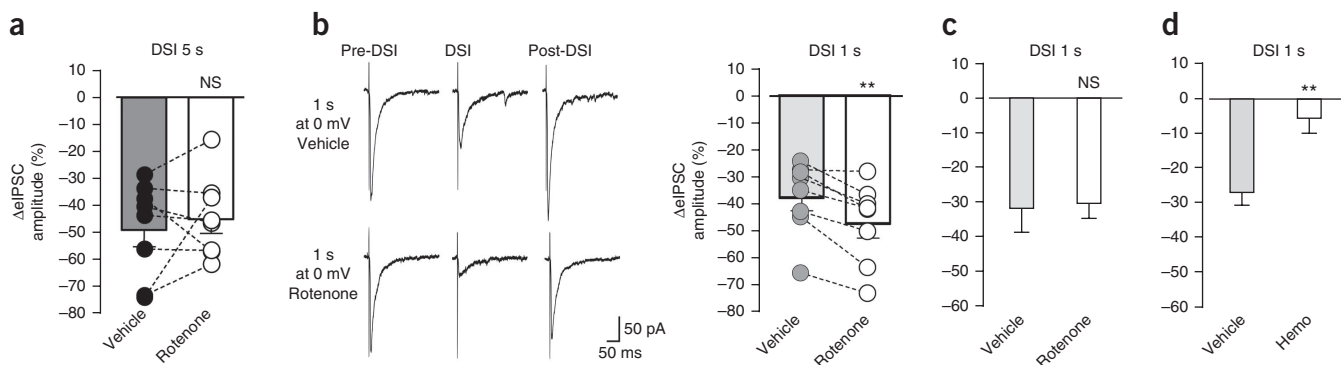 a
DSI 5 s
NS
10
0
–10
–20
–30
–40
–50
–60
–70
–80
ΔeIPSC
amplitude (%)
Vehicle
Rotenone
b
Pre-DSI
DSI
Post-DSI
1 s
at 0 mV
Vehicle
1 s
at 0 mV
Rotenone
50 pA
50 ms
DSI 1 s
**
10
0
–10
–20
–30
–40
–50
–60
–70
–80
ΔeIPSC
amplitude (%)
Vehicle
Rotenone
c
DSI 1 s
NS
10
0
–10
–20
–30
–40
–50
–60
Vehicle
Rotenone
d
DSI 1 s
**
10
0
–10
–20
–30
–40
–50
–60
Vehicle
Hemo